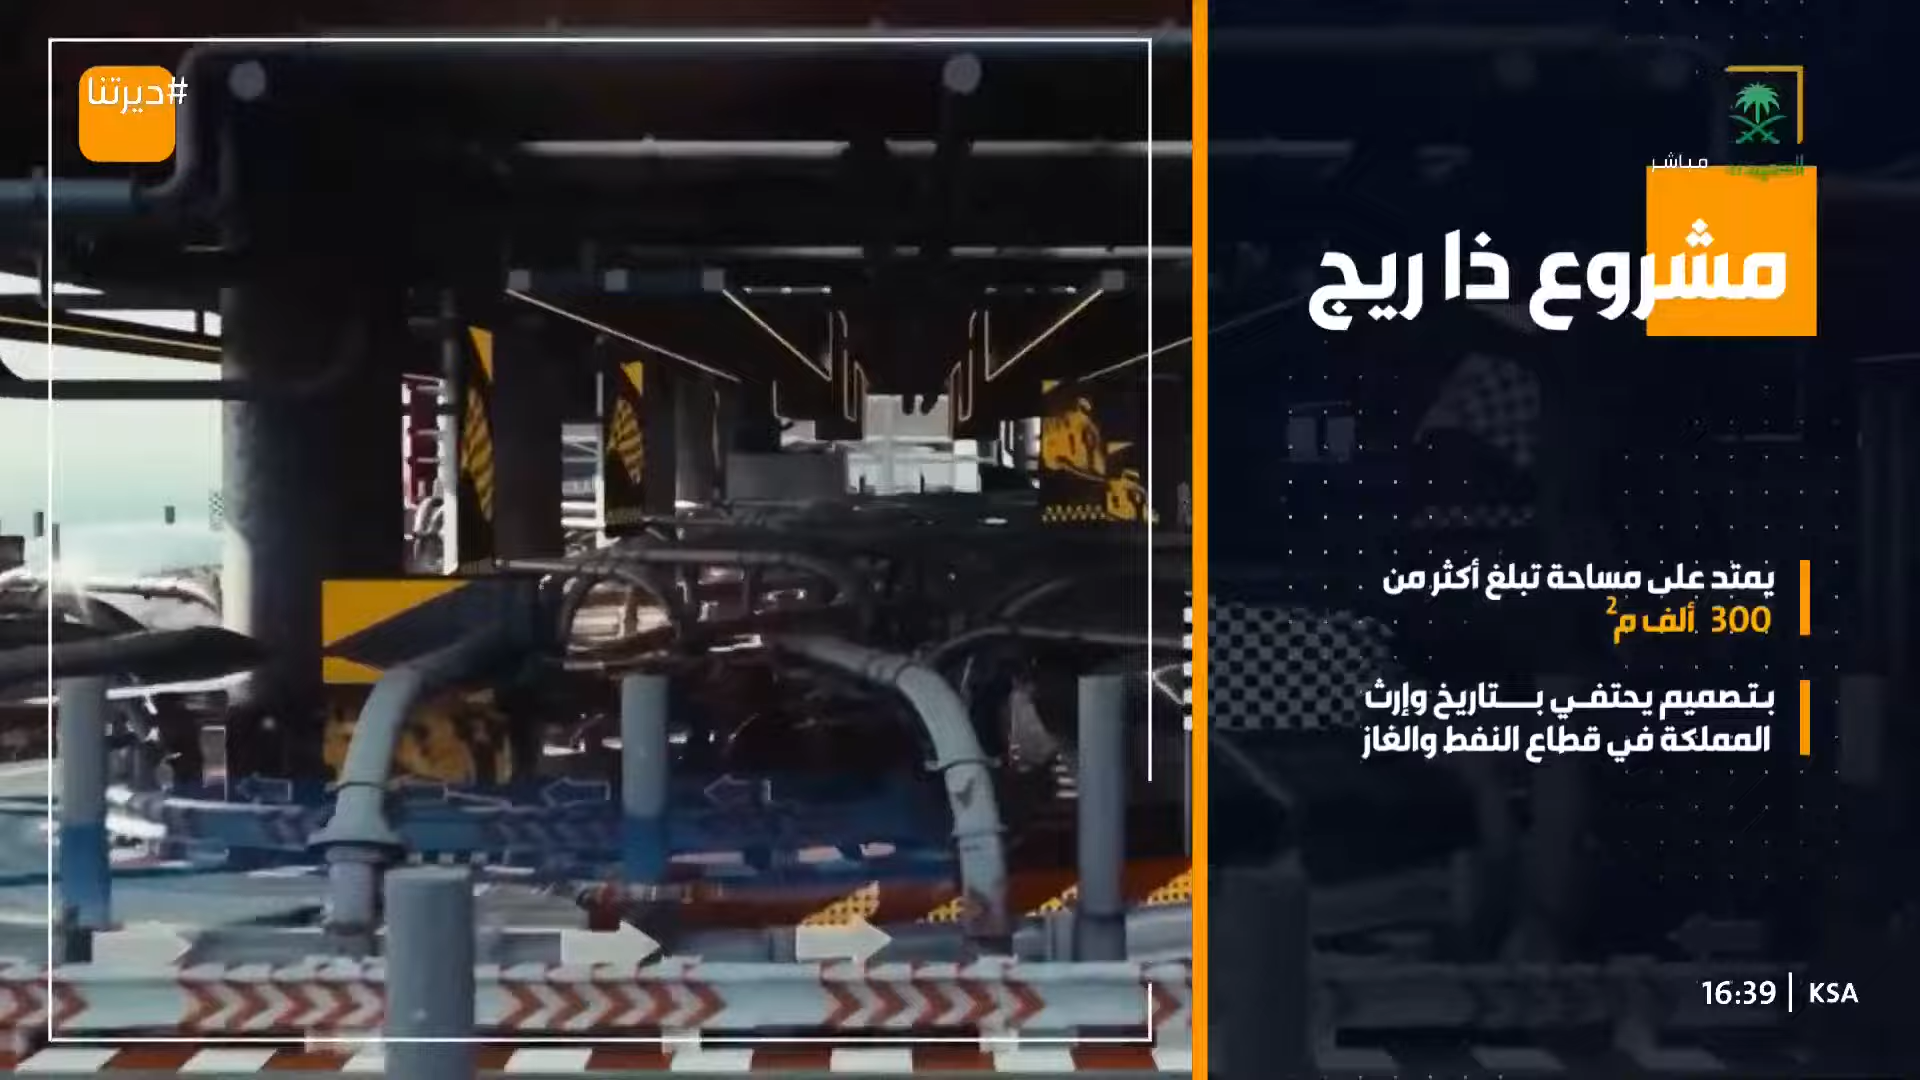 #ديرتنا
السعودية
مباشر
مشروع ذا ريج
يمتد على مساحة تبلغ أكثر من
300 ألف م²
بتصميم يحتفي بتاريخ وإرث
المملكة في قطاع النفط والغاز
16:39 | KSA